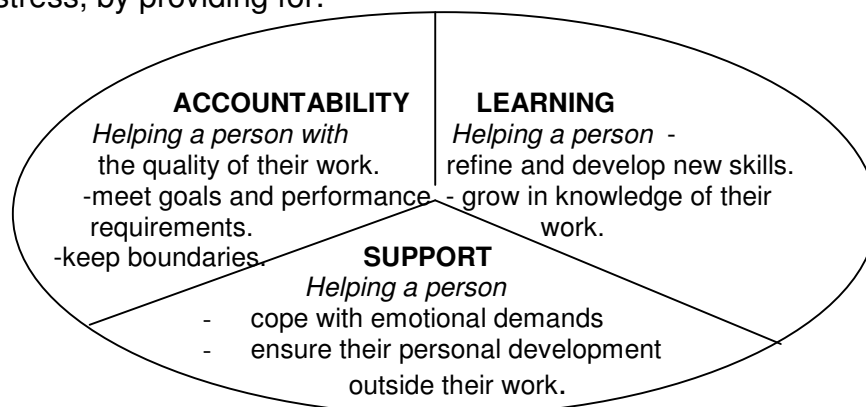 stress, by providing for:
ACCOUNTABILITY
Helping a person with
the quality of their work.
-meet goals and performance
requirements.
-keep boundaries.
LEARNING
Helping a person -
refine and develop new skills.
- grow in knowledge of their
work.
SUPPORT
Helping a person
- cope with emotional demands
- ensure their personal development
outside their work.